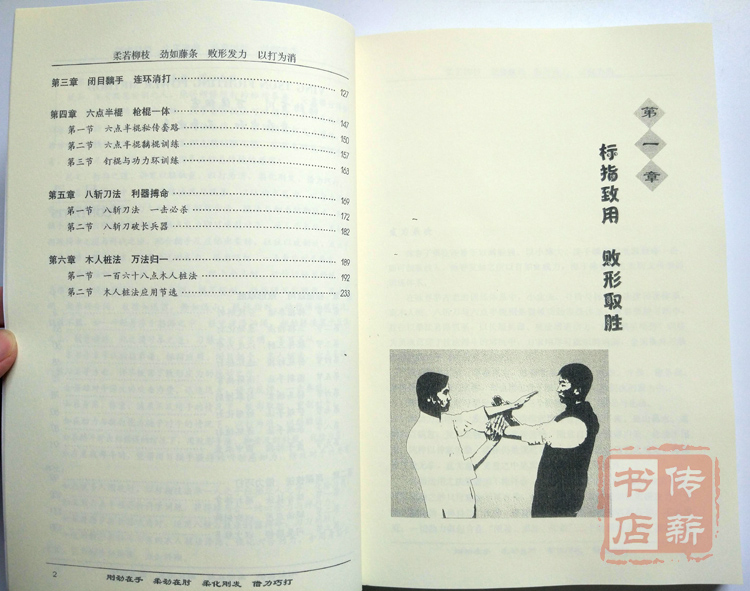 柔若柳枝　劲如藤条　败形发力　以打为消
第三章　闭目黐手　连环消打 127
第四章　六点半棍　枪棍一体 147
第一节　六点半棍秘传套路 150
第二节　六点半棍黐棍训练 157
第三节　钉棍与功力环训练 163
第五章　八斩刀法　利器搏命 169
第一节　八斩刀法　一击必杀 172
第二节　八斩刀破长兵器 182
第六章　木人桩法　万法归一 189
第一节　一百六十八点木人桩法 192
第二节　木人桩法应用节选 233
2
刚劲在手　柔劲在肘　柔化刚发　借力巧打
第一章
标指致用　败形取胜
传薪书店